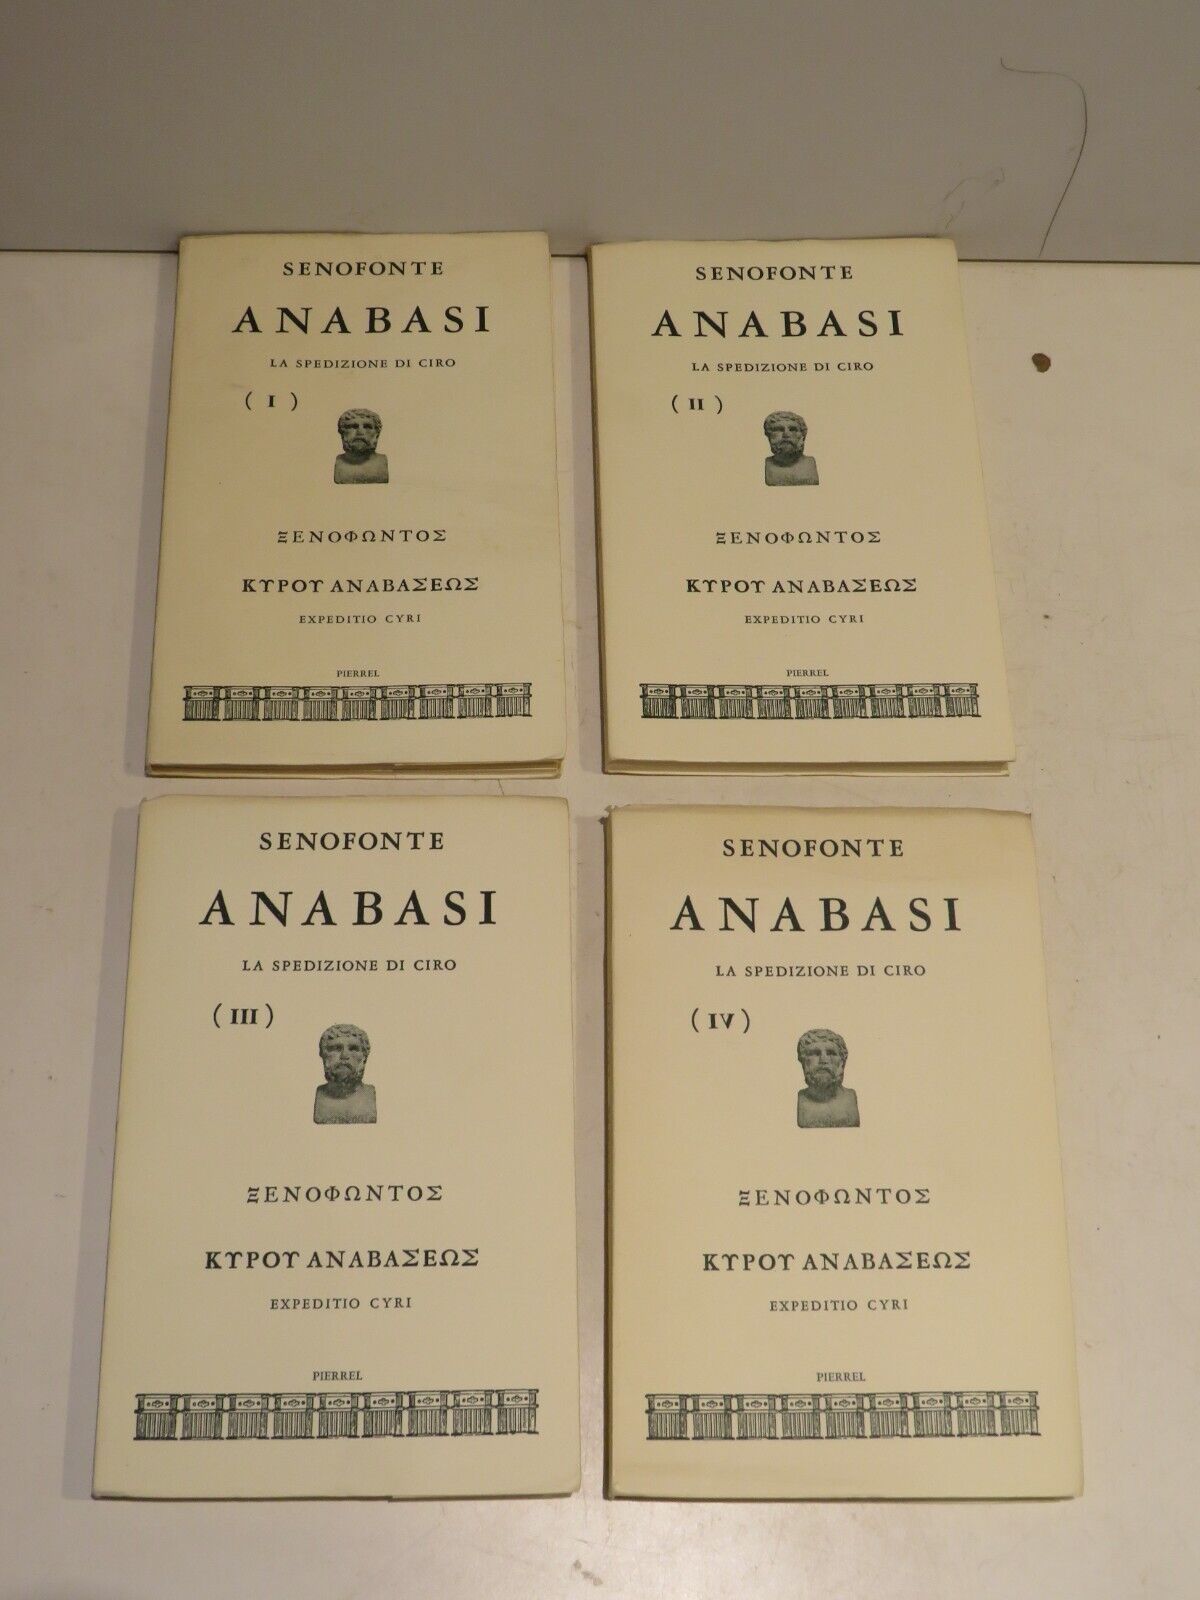 SENOFONTE
ANABASI
LA SPEDIZIONE DI CIRO
( I )
ΞΕΝΟΦΩΝΤΟΣ
ΚΥΡΟΥ ΑΝΑΒΑΣΕΩΣ
EXPEDITIO CYRI
PIERREL
SENOFONTE
ANABASI
LA SPEDIZIONE DI CIRO
( II )
ΞΕΝΟΦΩΝΤΟΣ
ΚΥΡΟΥ ΑΝΑΒΑΣΕΩΣ
EXPEDITIO CYRI
PIERREL
SENOFONTE
ANABASI
LA SPEDIZIONE DI CIRO
( III )
ΞΕΝΟΦΩΝΤΟΣ
ΚΥΡΟΥ ΑΝΑΒΑΣΕΩΣ
EXPEDITIO CYRI
PIERREL
SENOFONTE
ANABASI
LA SPEDIZIONE DI CIRO
( IV )
ΞΕΝΟΦΩΝΤΟΣ
ΚΥΡΟΥ ΑΝΑΒΑΣΕΩΣ
EXPEDITIO CYRI
PIERREL